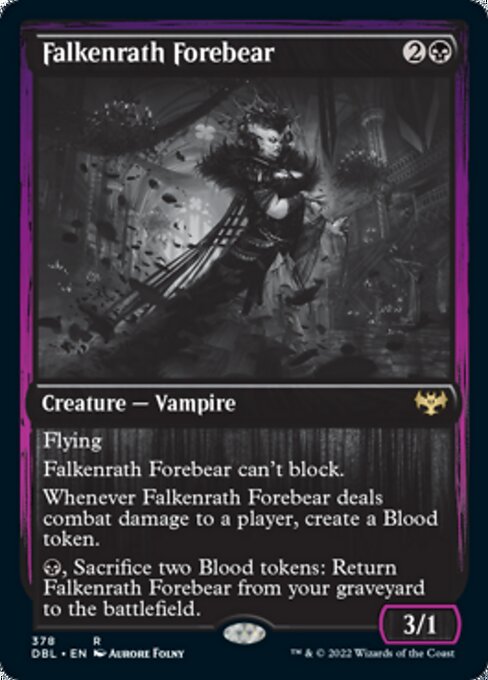 Falkenrath Forebear 2
Creature — Vampire
Flying
Falkenrath Forebear can't block.
Whenever Falkenrath Forebear deals
combat damage to a player, create a Blood
token.
, Sacrifice two Blood tokens: Return
Falkenrath Forebear from your graveyard
to the battlefield.
3/1
378 R
DBL • EN Aurore Folny
™ & © 2022 Wizards of the Coast